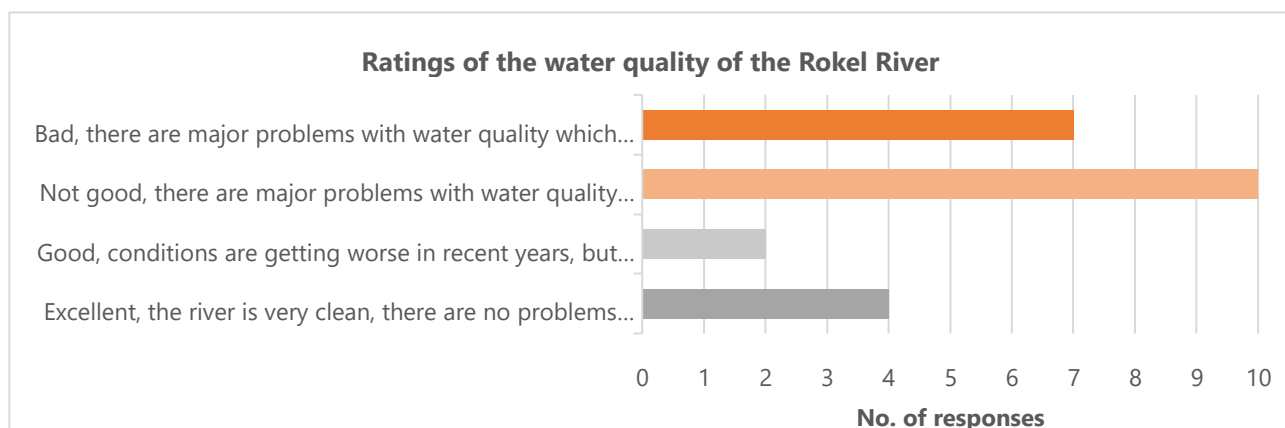 Ratings of the water quality of the Rokel River
Bad, there are major problems with water quality which...
Not good, there are major problems with water quality...
Good, conditions are getting worse in recent years, but...
Excellent, the river is very clean, there are no problems...
0 1 2 3 4 5 6 7 8 9 10
No. of responses